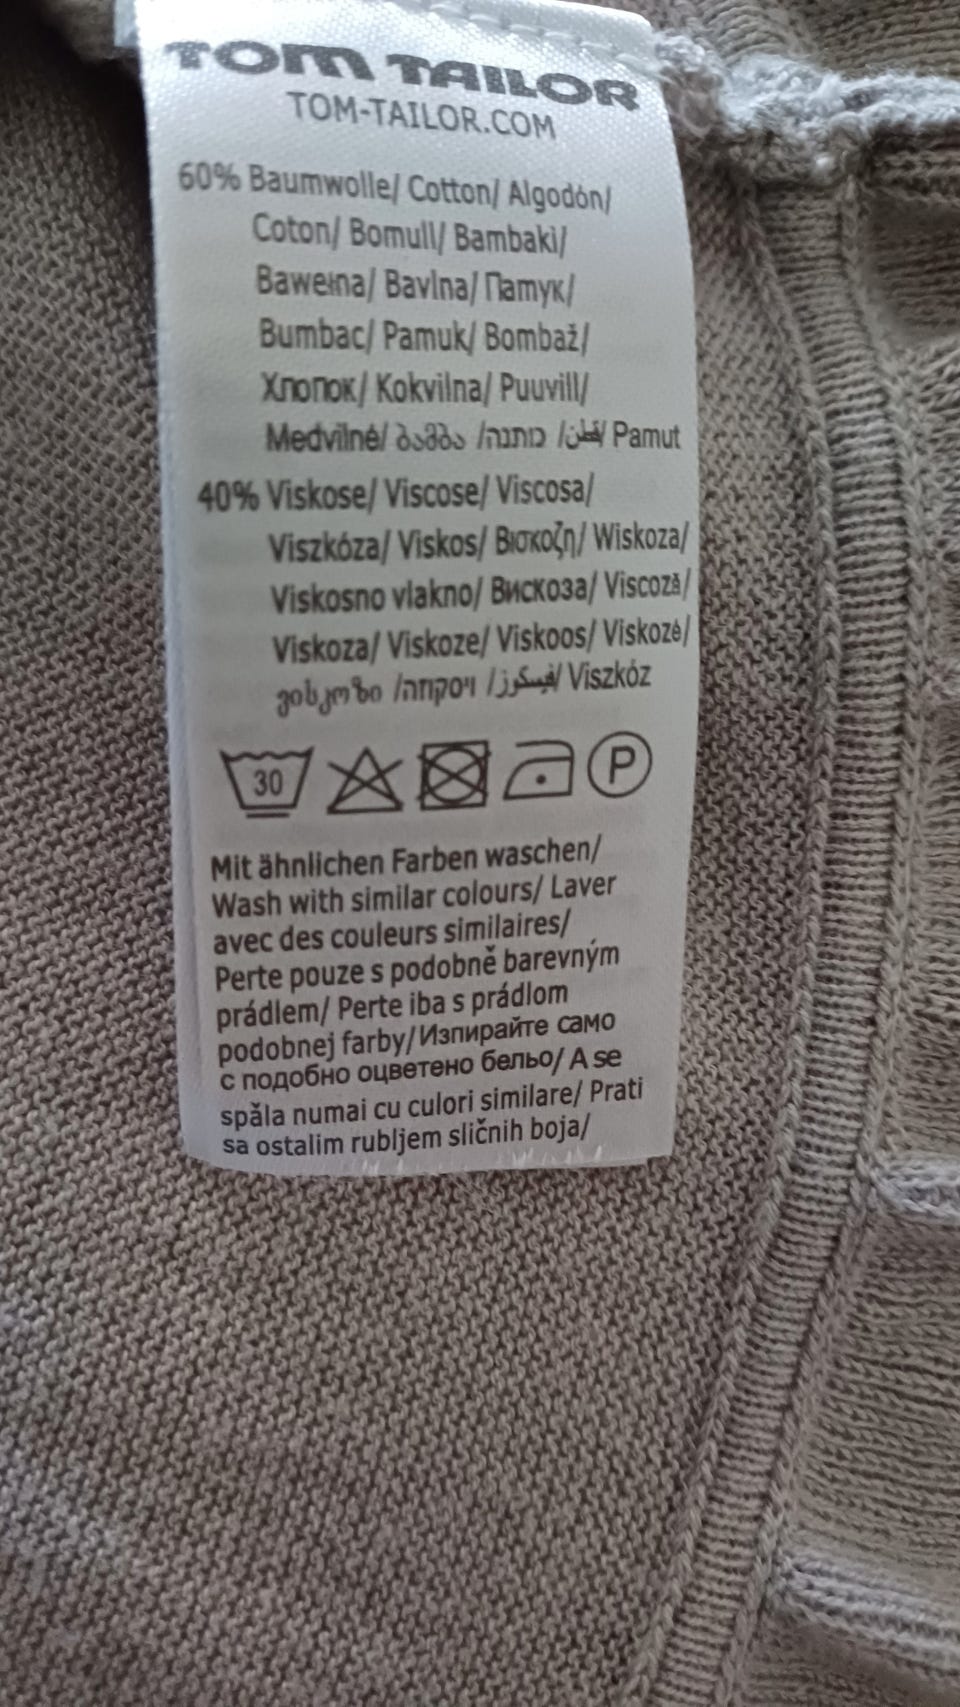 TOM TAILOR
TOM-TAILOR.COM
60% Baumwolle/ Cotton/ Algodón/
Coton/ Bomull/ Bambaki/
Bawełna/ Bavlna/ Памук/
Bumbac/ Pamuk/ Bombaž/
Хлопок/ Kokvilna/ Puuvill/
Medvilnė/ ბამბა /כותנה /قطن/ Pamut
40% Viskose/ Viscose/ Viscosa/
Viszkóza/ Viskos/ Βισκοζη/ Wiskoza/
Viskosno vlakno/ Вискоза/ Viscoză/
Viskoza/ Viskoze/ Viskoos/ Viskozė/
ვისკოზი /ויסקוזה /فيسكوز/ Viszkóz
30
P
Mit ähnlichen Farben waschen/
Wash with similar colours/ Laver
avec des couleurs similaires/
Perte pouze s podobně barevným
prádlem/ Perte iba s prádlom
podobnej farby/Изпирайте само
с подобно оцветено бельо/ A se
spăla numai cu culori similare/ Prati
sa ostalim rubljem sličnih boja/